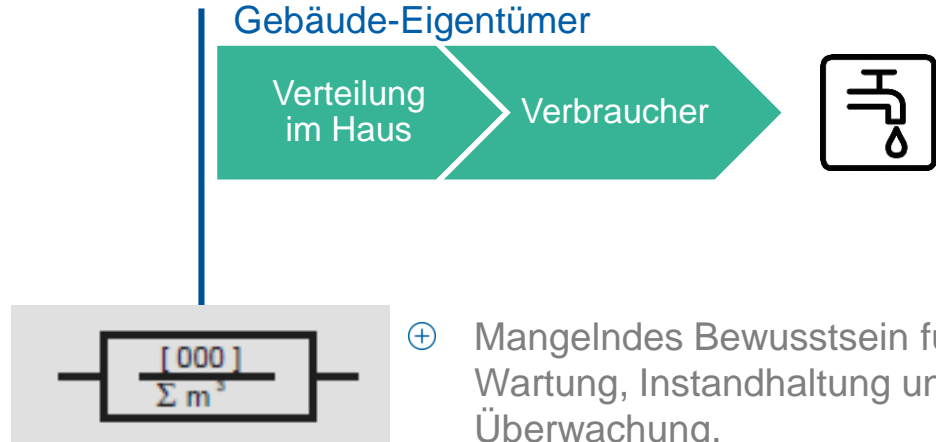 Gebäude-Eigentümer
Verteilung
im Haus
Verbraucher
[ 000 ]
Σ m³
Mangelndes Bewusstsein
Wartung, Instandhaltung
Überwachung.